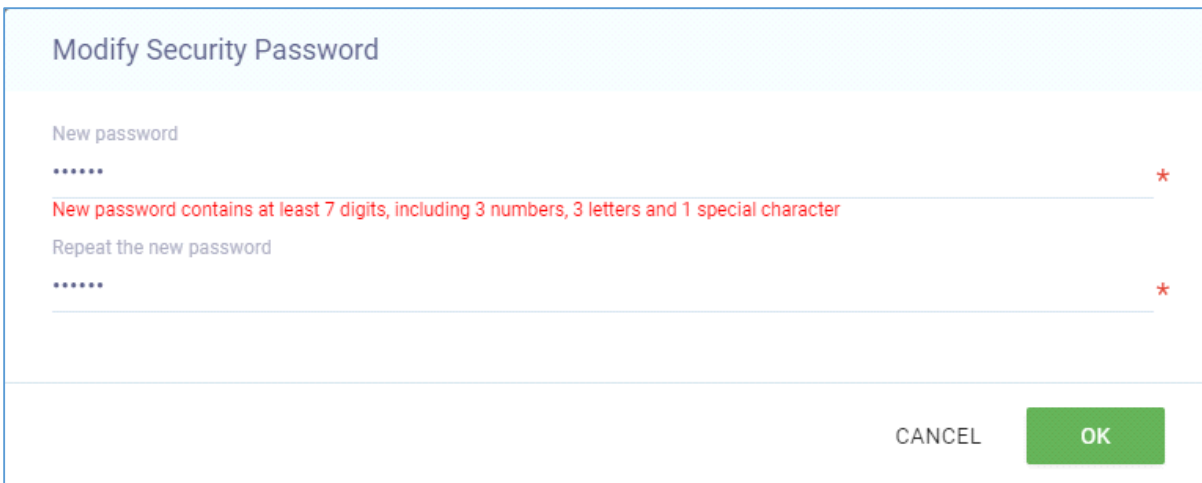 Modify Security Password
New password
••••••
*
New password contains at least 7 digits, including 3 numbers, 3 letters and 1 special character
Repeat the new password
••••••
*
CANCEL
OK